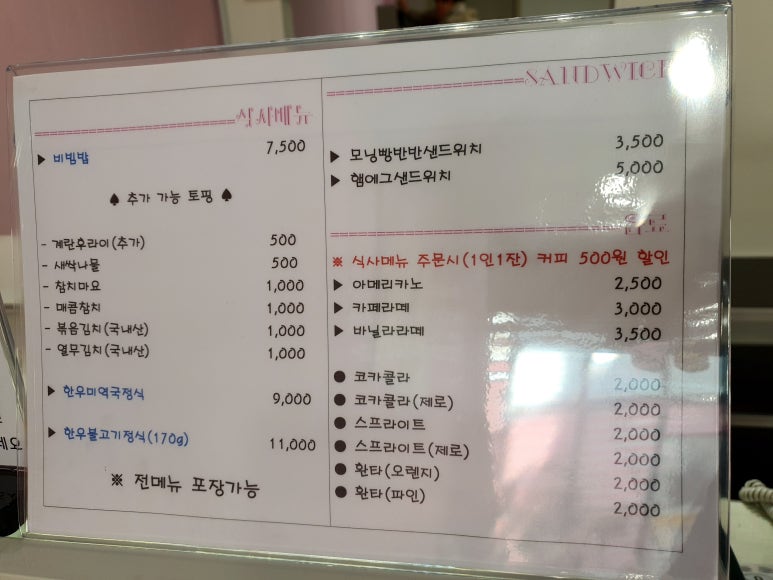 식사메뉴
▶ 비빔밥 7,500
♠ 추가 가능 토핑 ♠
- 계란후라이(추가) 500
- 새싹나물 500
- 참치마요 1,000
- 매콤참치 1,000
- 볶음김치(국내산) 1,000
- 열무김치(국내산) 1,000
▶ 한우미역국정식 9,000
▶ 한우불고기정식(170g) 11,000
※ 전메뉴 포장가능
SANDWICH
▶ 모닝빵반반샌드위치 3,500
▶ 햄에그샌드위치 5,000
음료
※ 식사메뉴 주문시(1인1잔) 커피 500원 할인
▶ 아메리카노 2,500
▶ 카페라떼 3,000
▶ 바닐라라떼 3,500
● 코카콜라 2,000
● 코카콜라(제로) 2,000
● 스프라이트 2,000
● 스프라이트(제로) 2,000
● 환타(오렌지) 2,000
● 환타(파인) 2,000